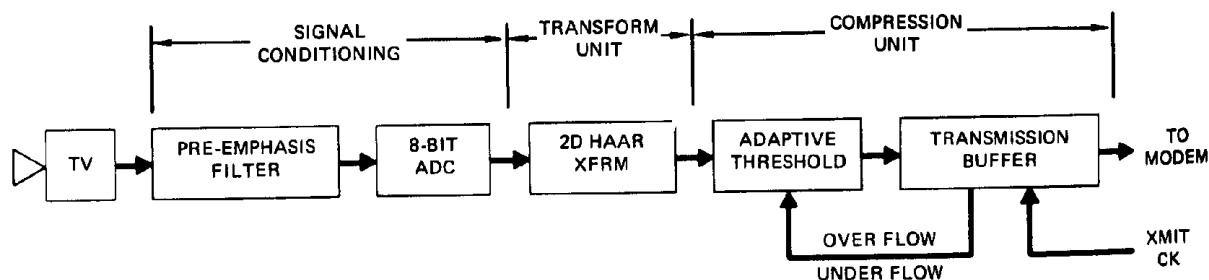 SIGNAL
CONDITIONING
TRANSFORM
UNIT
COMPRESSION
UNIT
TV
PRE-EMPHASIS
FILTER
8-BIT
ADC
2D HAAR
XFRM
ADAPTIVE
THRESHOLD
TRANSMISSION
BUFFER
TO
MODEM
OVER FLOW
UNDER FLOW
XMIT
CK